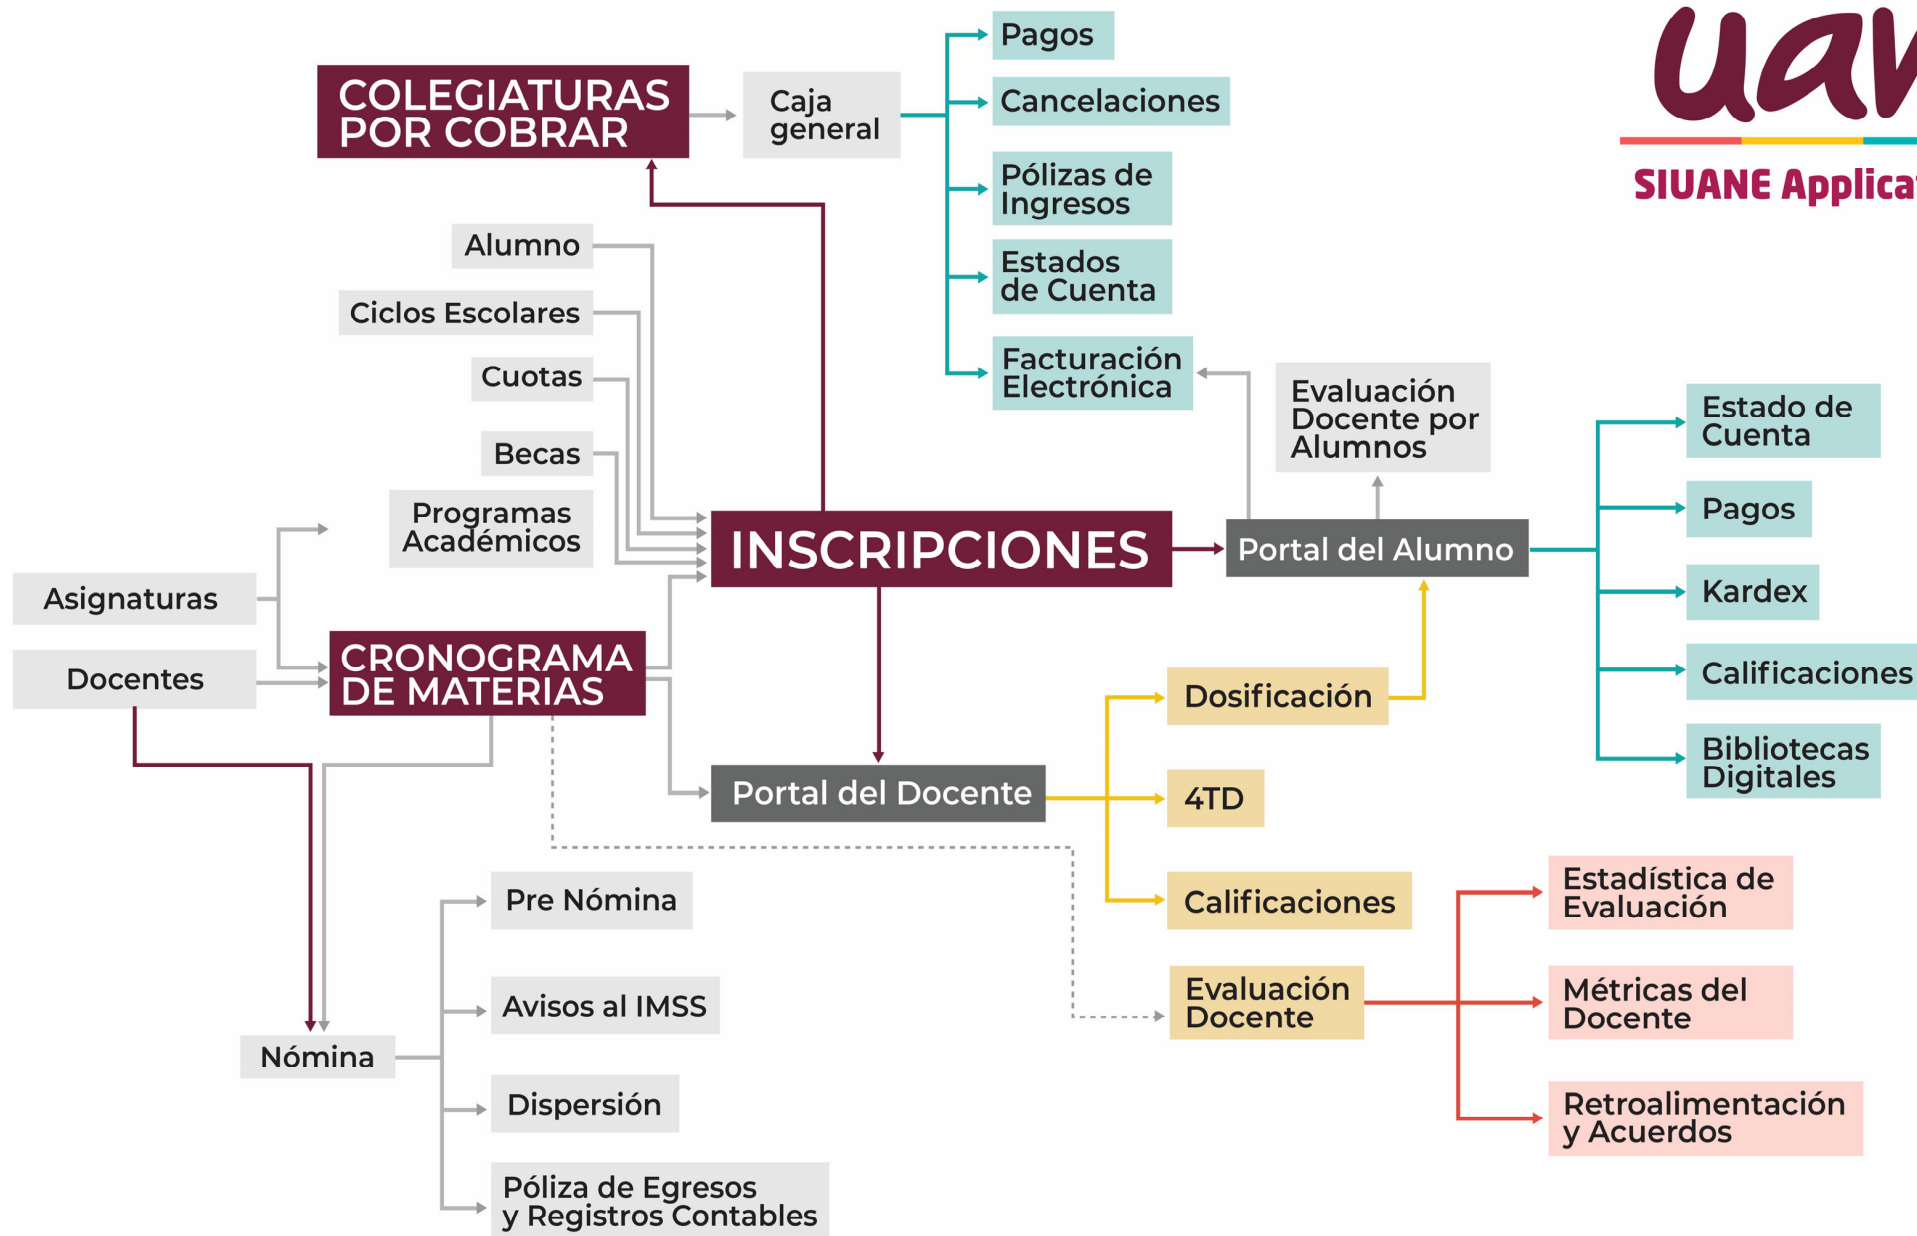 COLEGIATURAS
POR COBRAR
Caja
general
Pagos
Cancelaciones
Pólizas de
Ingresos
Estados
de Cuenta
Facturación
Electrónica
SIUANE
Alumno
Ciclos Escolares
Cuotas
Becas
Programas
Académicos
Asignaturas
Docentes
CRONOGRAMA
DE MATERIAS
INSCRIPCIONES
Portal del Alumno
Evaluación
Docente por
Alumnos
Estado de
Cuenta
Pagos
Kardex
Calificaciones
Bibliotecas
Digitales
Portal del Docente
Dosificación
4TD
Calificaciones
Evaluación
Docente
Estadística de
Evaluación
Métricas del
Docente
Retroalimentación
y Acuerdos
Nómina
Pre Nómina
Avisos al IMSS
Dispersión
Póliza de Egresos
y Registros Contables